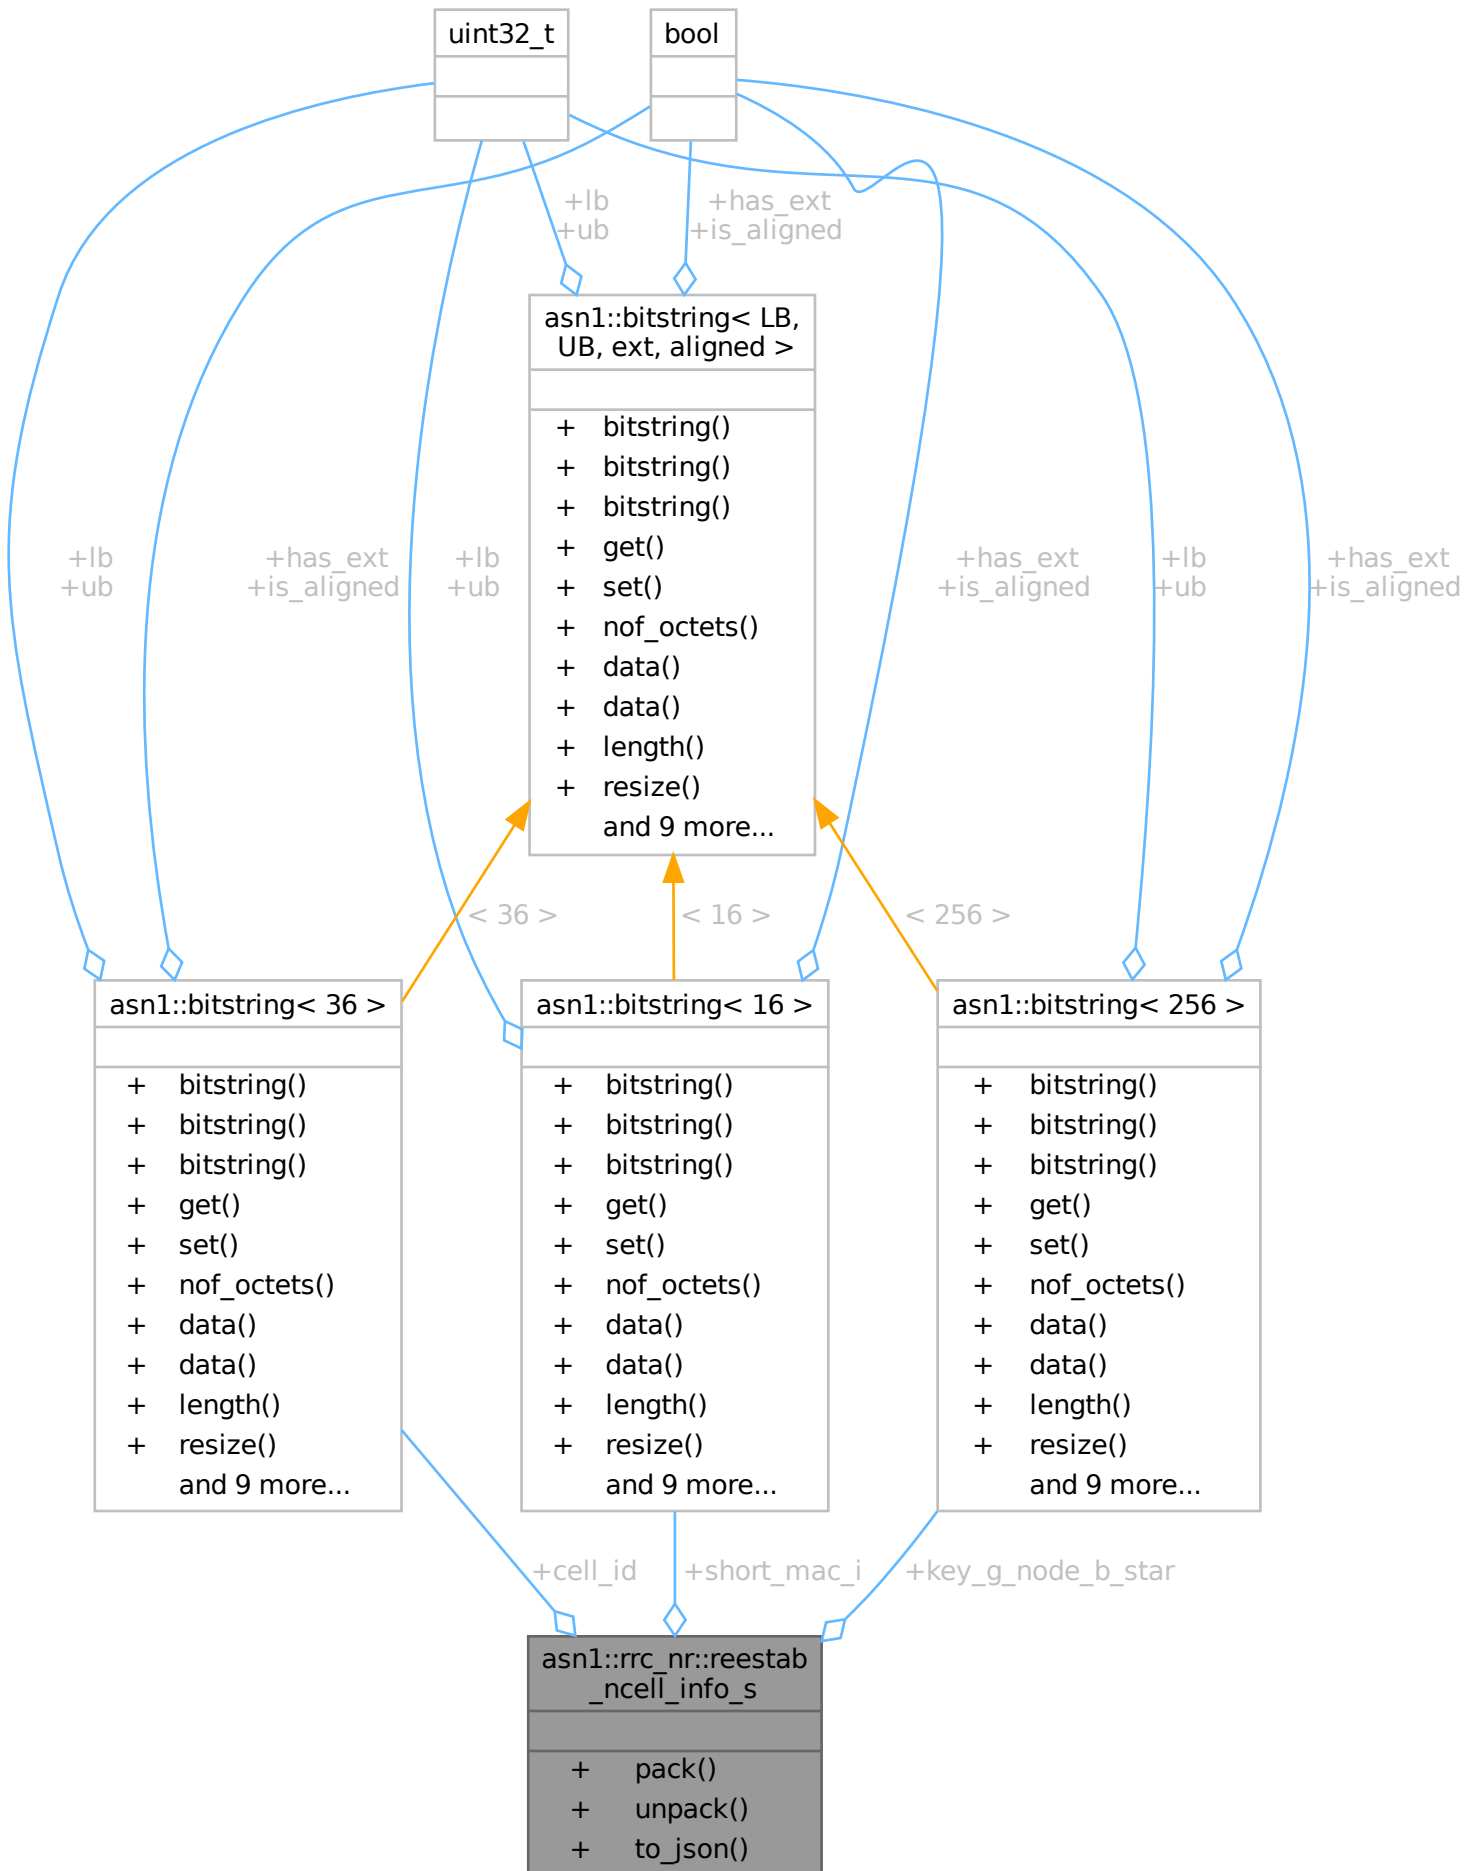 uint32_t
bool
+lb
+ub
+has_ext
+is_aligned
asn1::bitstring< LB,
UB, ext, aligned >
+ bitstring()
+ bitstring()
+ bitstring()
+ get()
+ set()
+ nof_octets()
+ data()
+ data()
+ length()
+ resize()
and 9 more...
+lb
+ub
+has_ext
+is_aligned
+lb
+ub
+has_ext
+is_aligned
+lb
+ub
+has_ext
+is_aligned
< 36 >
< 16 >
< 256 >
asn1::bitstring< 36 >
+ bitstring()
+ bitstring()
+ bitstring()
+ get()
+ set()
+ nof_octets()
+ data()
+ data()
+ length()
+ resize()
and 9 more...
asn1::bitstring< 16 >
+ bitstring()
+ bitstring()
+ bitstring()
+ get()
+ set()
+ nof_octets()
+ data()
+ data()
+ length()
+ resize()
and 9 more...
asn1::bitstring< 256 >
+ bitstring()
+ bitstring()
+ bitstring()
+ get()
+ set()
+ nof_octets()
+ data()
+ data()
+ length()
+ resize()
and 9 more...
+cell_id
+short_mac_i
+key_g_node_b_star
asn1::rrc_nr::reestab
_ncell_info_s
+ pack()
+ unpack()
+ to_json()